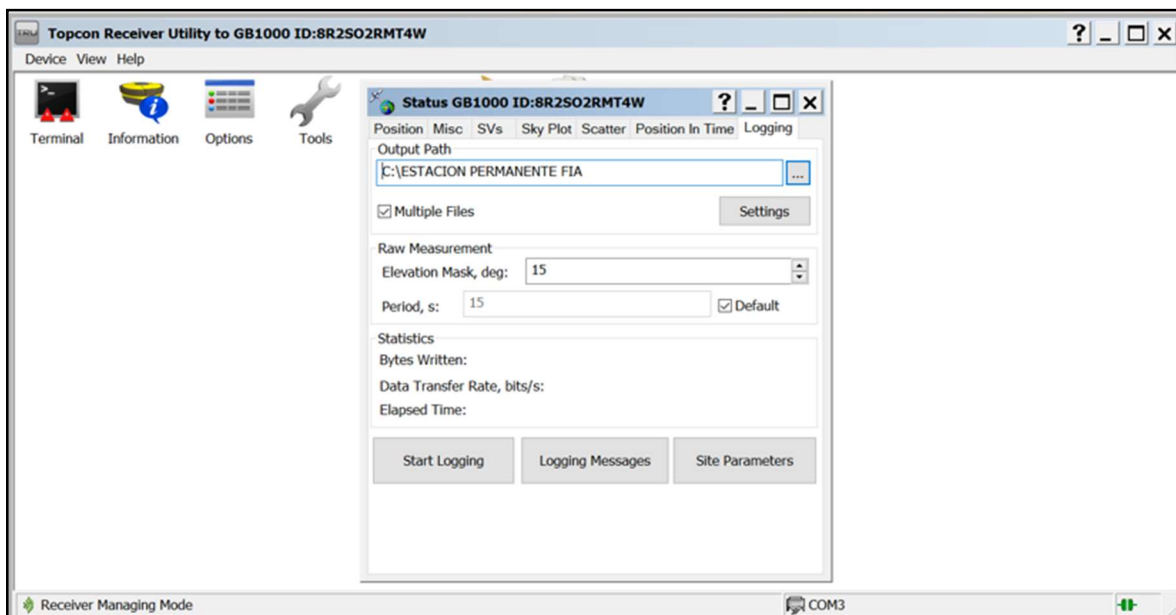 TRU Topcon Receiver Utility to GB1000 ID:8R2SO2RMT4W
Device View Help
Terminal Information Options Tools
Status GB1000 ID:8R2SO2RMT4W
Position Misc SVs Sky Plot Scatter Position In Time Logging
Output Path
C:\ESTACION PERMANENTE FIA ...
Multiple Files Settings
Raw Measurement
Elevation Mask, deg: 15
Period, s: 15 Default
Statistics
Bytes Written:
Data Transfer Rate, bits/s:
Elapsed Time:
Start Logging Logging Messages Site Parameters
Receiver Managing Mode COM3